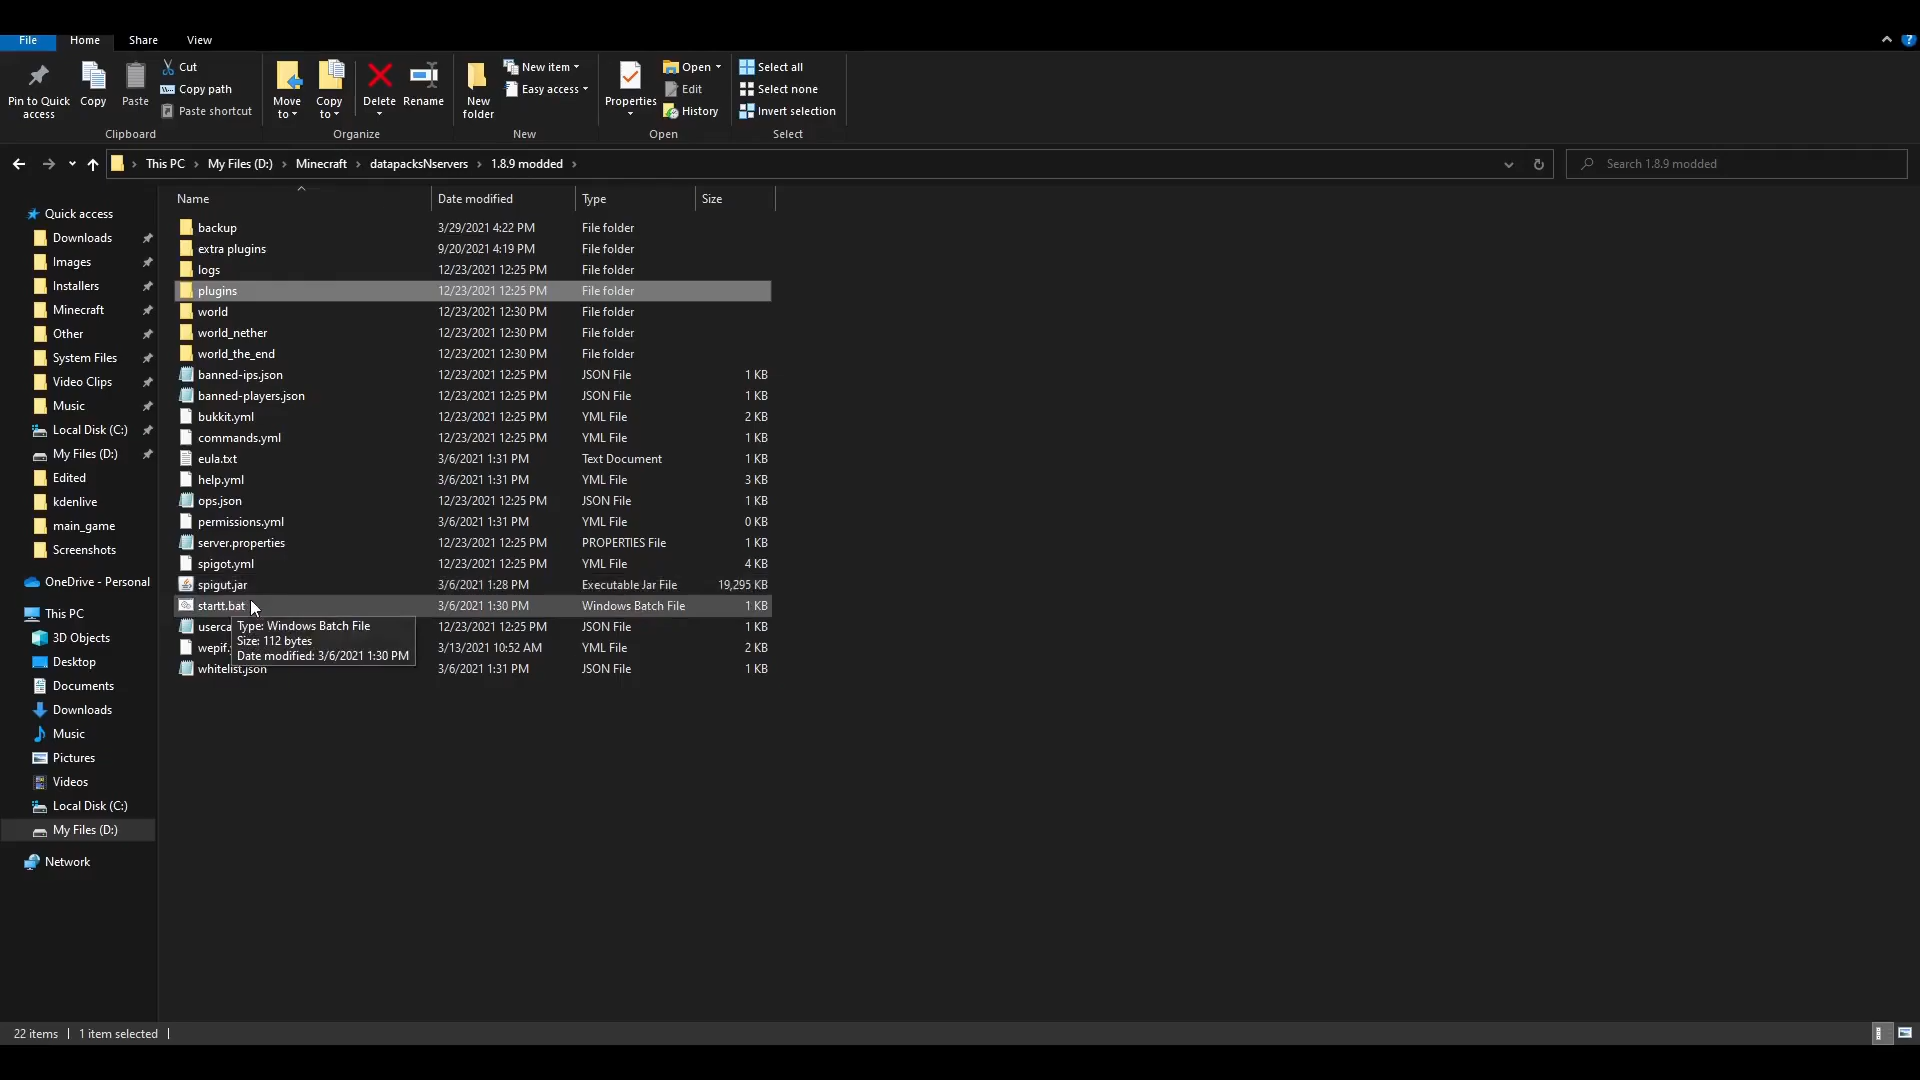 File Home Share View
Pin to Quick access
Copy
Paste
Cut
Copy path
Paste shortcut
Clipboard
Move to
Copy to
Delete
Rename
Organize
New folder
New item
Easy access
New
Properties
Open
Edit
History
Open
Select all
Select none
Invert selection
Select
This PC › My Files (D:) › Minecraft › datapacksNservers › 1.8.9 modded ›
Search 1.8.9 modded
Name Date modified Type Size
backup 3/29/2021 4:22 PM File folder
extra plugins 9/20/2021 4:19 PM File folder
logs 12/23/2021 12:25 PM File folder
plugins 12/23/2021 12:25 PM File folder
world 12/23/2021 12:30 PM File folder
world_nether 12/23/2021 12:30 PM File folder
world_the_end 12/23/2021 12:30 PM File folder
banned-ips.json 12/23/2021 12:25 PM JSON File 1 KB
banned-players.json 12/23/2021 12:25 PM JSON File 1 KB
bukkit.yml 12/23/2021 12:25 PM YML File 2 KB
commands.yml 12/23/2021 12:25 PM YML File 1 KB
eula.txt 3/6/2021 1:31 PM Text Document 1 KB
help.yml 3/6/2021 1:31 PM YML File 3 KB
ops.json 12/23/2021 12:25 PM JSON File 1 KB
permissions.yml 3/6/2021 1:31 PM YML File 0 KB
server.properties 12/23/2021 12:25 PM PROPERTIES File 1 KB
spigot.yml 12/23/2021 12:25 PM YML File 4 KB
spigut.jar 3/6/2021 1:28 PM Executable Jar File 19,295 KB
startt.bat 3/6/2021 1:30 PM Windows Batch File 1 KB
userca 12/23/2021 12:25 PM JSON File 1 KB
wepif. 3/13/2021 10:52 AM YML File 2 KB
whitelist.json 3/6/2021 1:31 PM JSON File 1 KB
Type: Windows Batch File
Size: 112 bytes
Date modified: 3/6/2021 1:30 PM
Quick access
Downloads
Images
Installers
Minecraft
Other
System Files
Video Clips
Music
Local Disk (C:)
My Files (D:)
Edited
kdenlive
main_game
Screenshots
OneDrive - Personal
This PC
3D Objects
Desktop
Documents
Downloads
Music
Pictures
Videos
Local Disk (C:)
My Files (D:)
Network
22 items 1 item selected